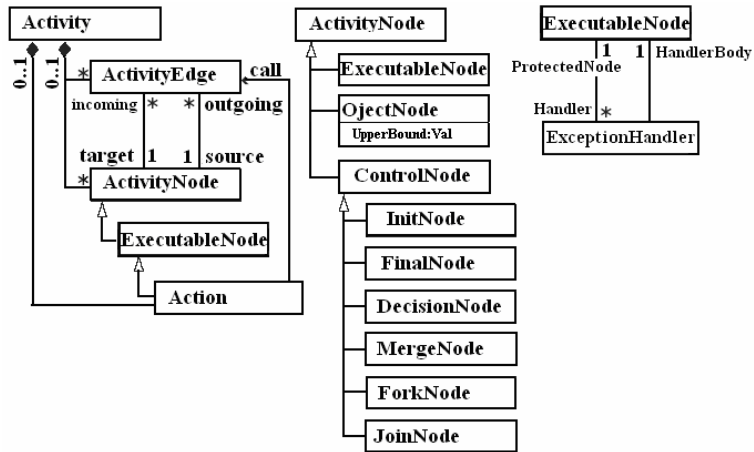 Activity
0..1
0..1
*
ActivityEdge
call
incoming
*
*
outgoing
target
1
1
source
*
ActivityNode
ExecutableNode
Action
ActivityNode
ExecutableNode
OjectNode
UpperBound:Val
ControlNode
InitNode
FinalNode
DecisionNode
MergeNode
ForkNode
JoinNode
ExecutableNode
1
1
HandlerBody
ProtectedNode
Handler
*
ExceptionHandler